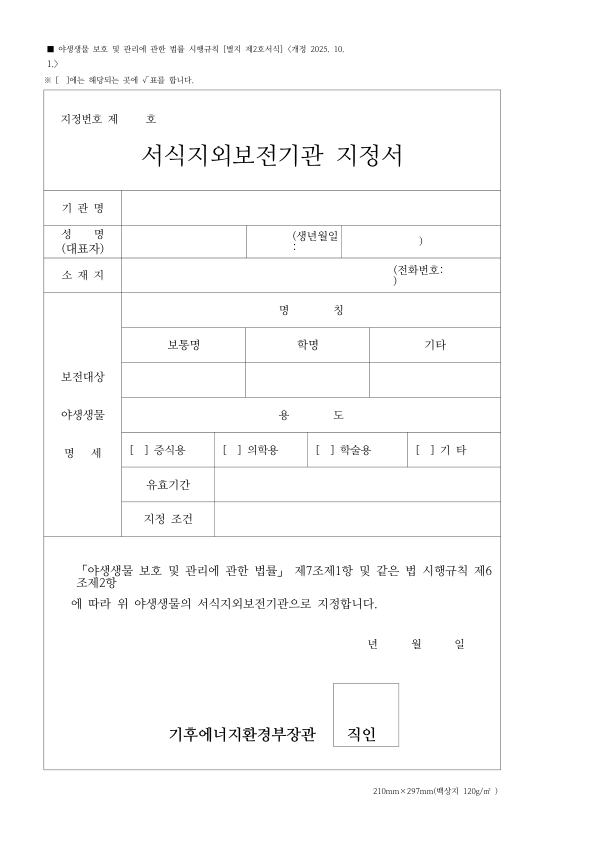 ■ 야생생물 보호 및 관리에 관한 법률 시행규칙 [별지 제2호서식] <개정 2025. 10.
1.>
※ [ ]에는 해당되는 곳에 √표를 합니다.
지정번호 제 호
서식지외보전기관 지정서
기 관 명
성 명
(대표자)
(생년월일
: )
소 재 지
(전화번호:
)
명 칭
보통명 학명 기타
보전대상
야생생물
명 세
용 도
[ ] 증식용 [ ] 의학용 [ ] 학술용 [ ] 기 타
유효기간
지정 조건
「야생생물 보호 및 관리에 관한 법률」 제7조제1항 및 같은 법 시행규칙 제6
조제2항
에 따라 위 야생생물의 서식지외보전기관으로 지정합니다.
년 월 일
기후에너지환경부장관 직인
210mm×297mm(백상지 120g/㎡ )